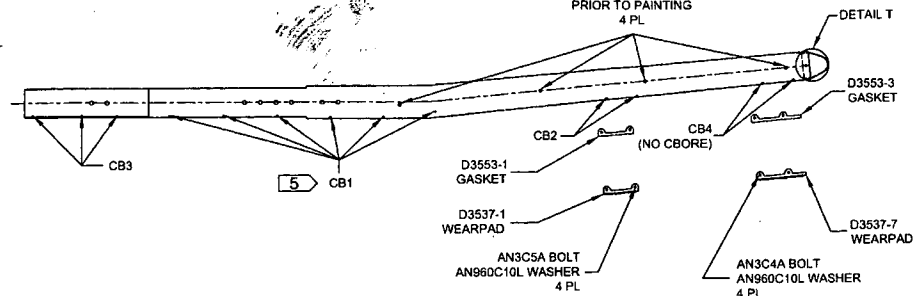 PRIOR TO PAINTING
4 PL
DETAIL T
D3553-3
GASKET
CB2
CB4
(NO CBORE)
CB3
5
CB1
D3553-1
GASKET
D3537-1
WEARPAD
D3537-7
WEARPAD
AN3C5A BOLT
AN960C10L WASHER
4 PL
AN3C4A BOLT
AN960C10L WASHER
4 PL